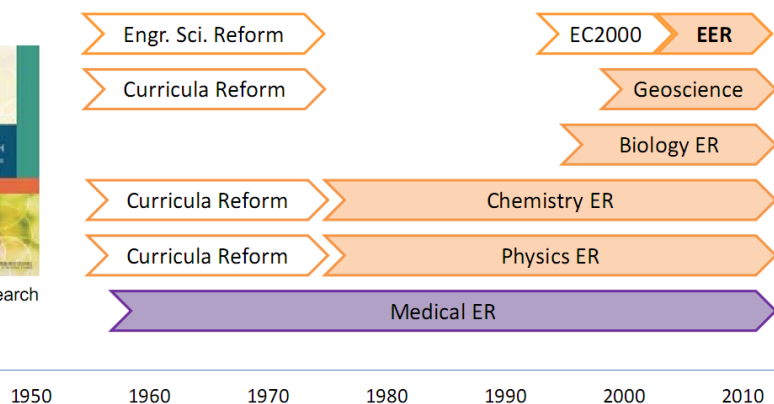 Engr. Sci. Reform
EC2000
EER
Curricula Reform
Geoscience
Biology ER
Curricula Reform
Chemistry ER
Curricula Reform
Physics ER
earch
Medical ER
1950
1960
1970
1980
1990
2000
2010